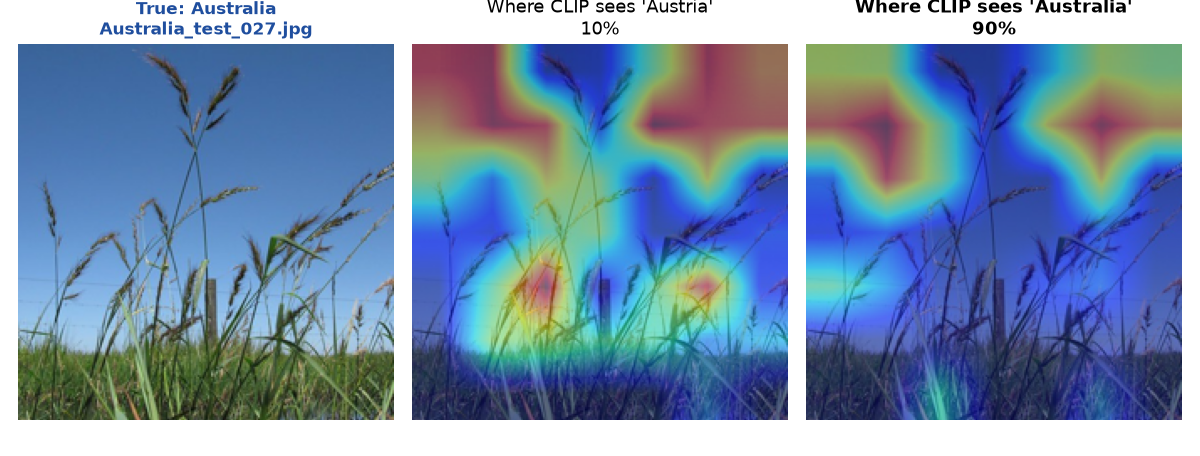 True: Australia
Australia_test_027.jpg
Where CLIP sees 'Austria'
10%
Where CLIP sees 'Australia'
90%